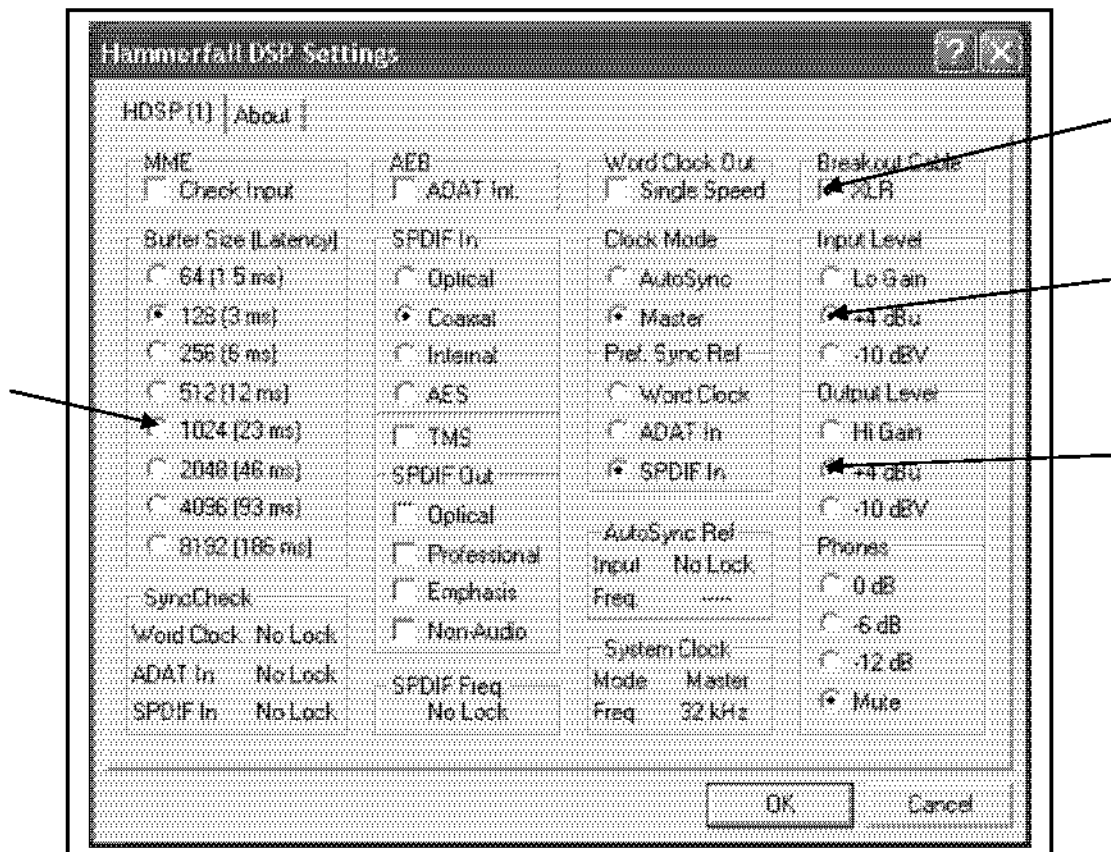 Hammerfall DSP Settings
HDSP (1)
About
MME
Check Input
Buffer Size (Latency)
64 (1.5 ms)
128 (3 ms)
256 (6 ms)
512 (12 ms)
1024 (23 ms)
2048 (46 ms)
4096 (93 ms)
8192 (186 ms)
SyncCheck
Word Clock No Lock
ADAT In No Lock
SPDIF In No Lock
AEB
ADAT Int.
SPDIF In
Optical
Coaxial
Internal
AES
TMS
SPDIF Out
Optical
Professional
Emphasis
Non-Audio
SPDIF Freq
No Lock
Word Clock Out
Single Speed
Clock Mode
AutoSync
Master
Pref. Sync Ref
Word Clock
ADAT In
SPDIF In
AutoSync Ref
Input No Lock
Freq. -----
System Clock
Mode Master
Freq 32 kHz
Breakout Cable
XLR
Input Level
Lo Gain
+4 dBu
-10 dBV
Output Level
Hi Gain
+4 dBu
-10 dBV
Phones
0 dB
-6 dB
-12 dB
Mute
OK
Cancel